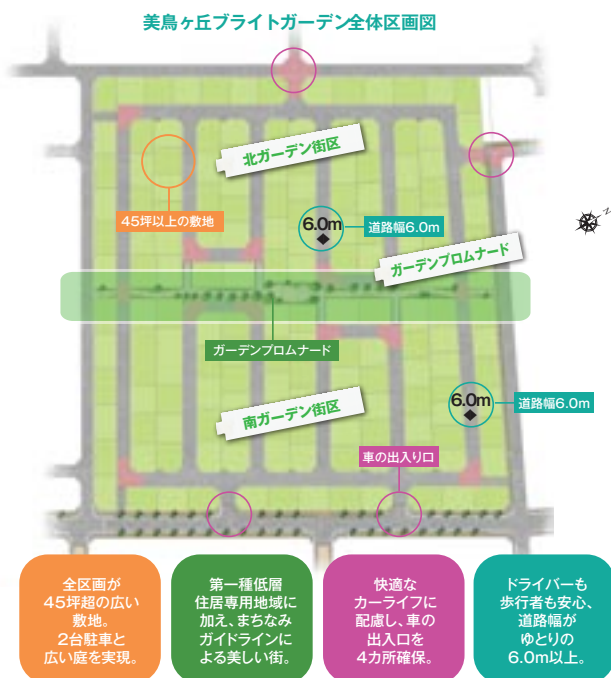 美鳥ヶ丘ブライトガーデン全体区画図
北ガーデン街区
45坪以上の敷地
6.0m
道路幅6.0m
N
ガーデンプロムナード
ガーデンプロムナード
6.0m
道路幅6.0m
南ガーデン街区
車の出入り口
全区画が
45坪超の広い
敷地。
2台駐車と
広い庭を実現。
第一種低層
住居専用地域に
加え、まちなみ
ガイドラインに
よる美しい街。
快適な
カーライフに
配慮し、車の
出入口を
4カ所確保。
ドライバーも
歩行者も安心、
道路幅が
ゆとりの
6.0m以上。